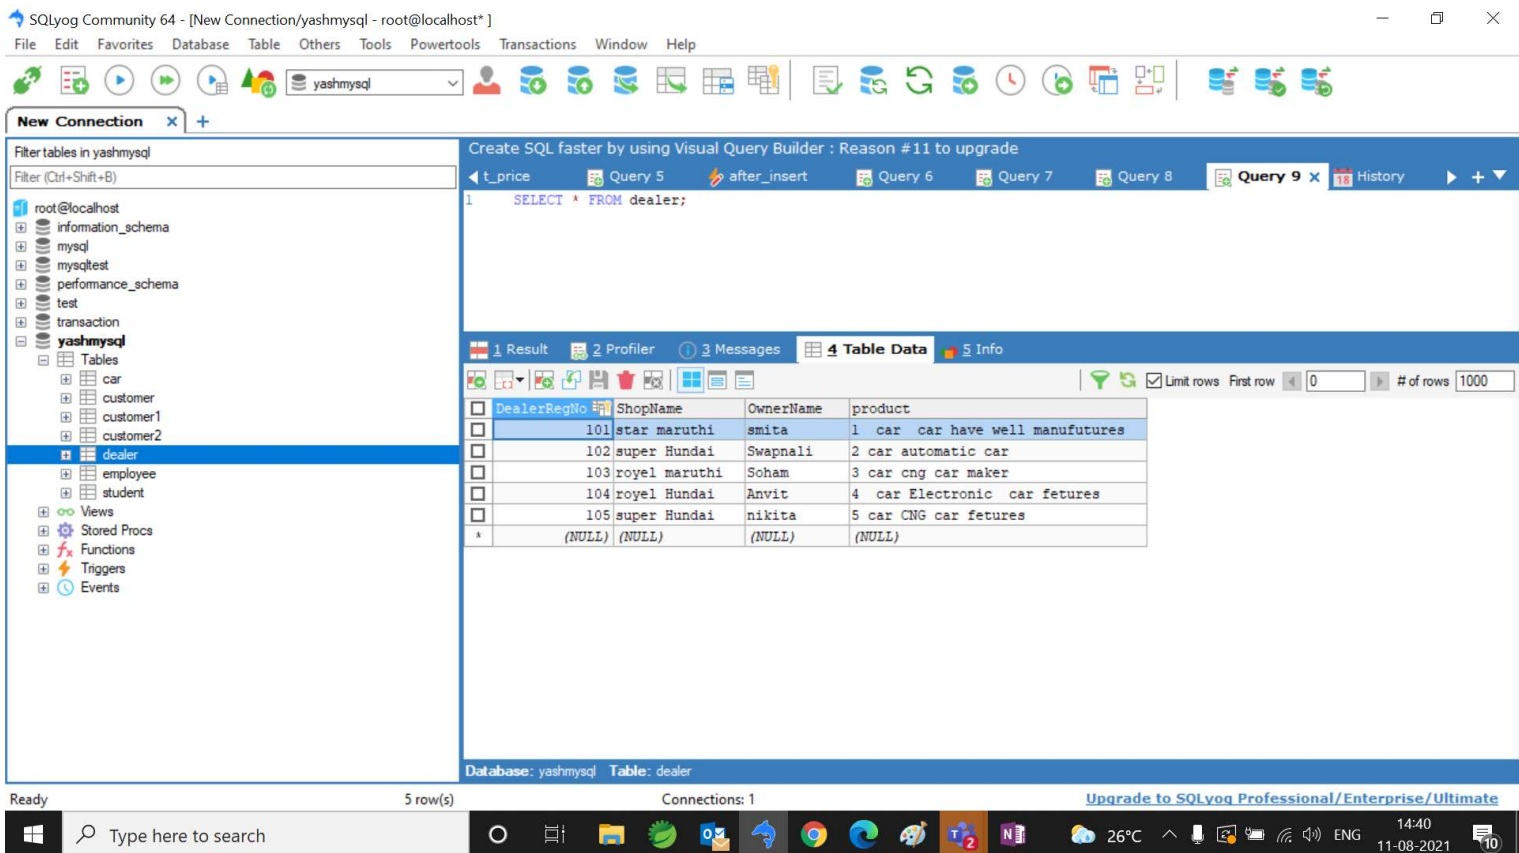 SQLyog Community 64 - [New Connection/yashmysql - root@localhost* ]
File Edit Favorites Database Table Others Tools Powertools Transactions Window Help
yashmysql
New Connection x +
Filter tables in yashmysql
Filter (Ctrl+Shift+B)
root@localhost
information_schema
mysql
mysqltest
performance_schema
test
transaction
yashmysql
Tables
car
customer
customer1
customer2
dealer
employee
student
Views
Stored Procs
Functions
Triggers
Events
Create SQL faster by using Visual Query Builder : Reason #11 to upgrade
t_price Query 5 after_insert Query 6 Query 7 Query 8 Query 9 x 18 History +
1 SELECT * FROM dealer;
1 Result 2 Profiler 3 Messages 4 Table Data 5 Info
Limit rows First row 0 # of rows 1000
DealerRegNo ShopName OwnerName product
101 star maruthi smita 1 car car have well manufutures
102 super Hundai Swapnali 2 car automatic car
103 royel maruthi Soham 3 car cng car maker
104 royel Hundai Anvit 4 car Electronic car fetures
105 super Hundai nikita 5 car CNG car fetures
* (NULL) (NULL) (NULL) (NULL)
Database: yashmysql Table: dealer
Ready 5 row(s) Connections: 1 Upgrade to SQLyog Professional/Enterprise/Ultimate
Type here to search 26°C ENG 14:40
11-08-2021 10